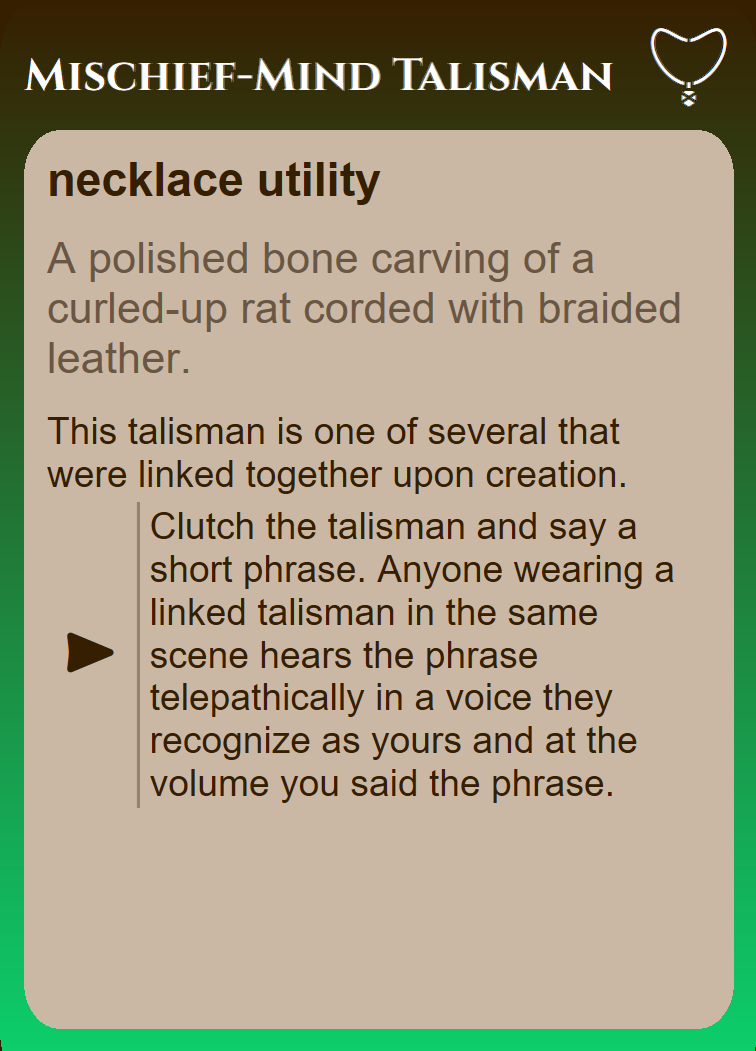 Mischief-Mind Talisman
necklace utility
A polished bone carving of a
curled-up rat corded with braided
leather.
This talisman is one of several that
were linked together upon creation.
Clutch the talisman and say a
short phrase. Anyone wearing a
linked talisman in the same
scene hears the phrase
telepathically in a voice they
recognize as yours and at the
volume you said the phrase.